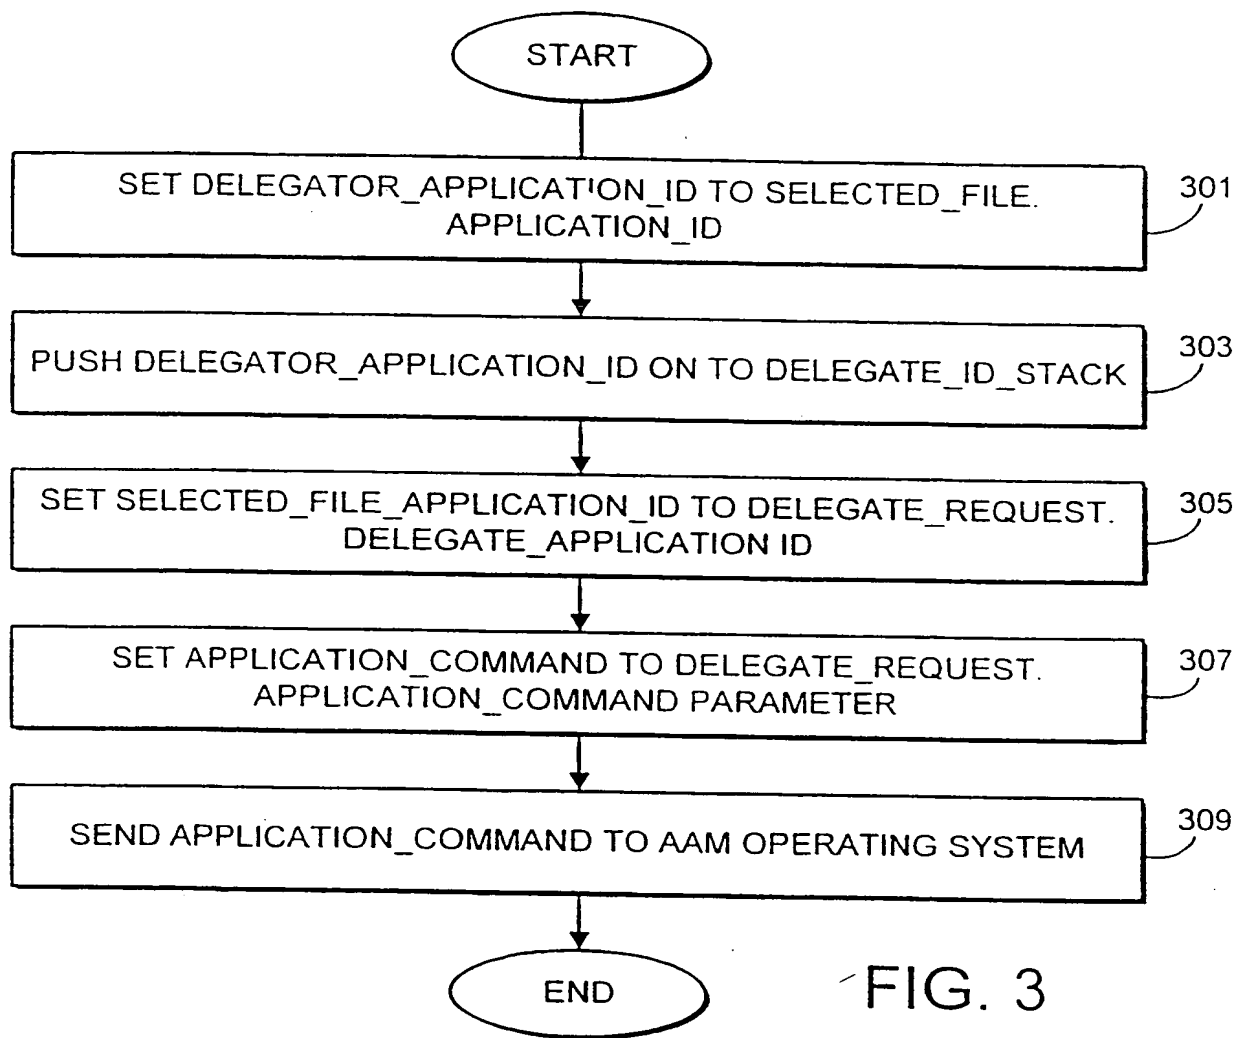 START
SET DELEGATOR_APPLICATION_ID TO SELECTED_FILE.
APPLICATION_ID
301
PUSH DELEGATOR_APPLICATION_ID ON TO DELEGATE_ID_STACK
303
SET SELECTED_FILE_APPLICATION_ID TO DELEGATE_REQUEST.
DELEGATE_APPLICATION ID
305
SET APPLICATION_COMMAND TO DELEGATE_REQUEST.
APPLICATION_COMMAND PARAMETER
307
SEND APPLICATION_COMMAND TO AAM OPERATING SYSTEM
309
END
FIG. 3